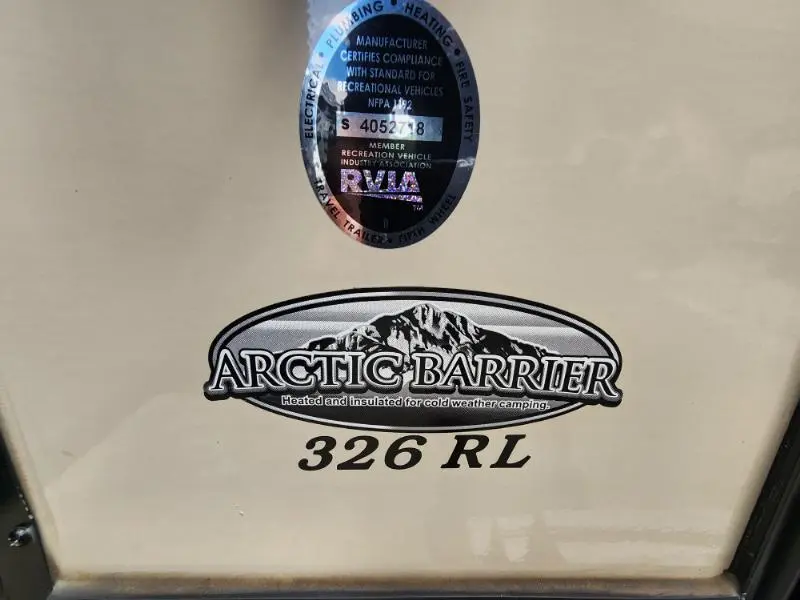 ELECTRICAL • PLUMBING • HEATING • FIRE SAFETY
MANUFACTURER
CERTIFIES COMPLIANCE
WITH STANDARD FOR
RECREATIONAL VEHICLES
NFPA 1192
S 4052718
MEMBER
RECREATION VEHICLE
INDUSTRY ASSOCIATION
RVIA
TM
TRAVEL TRAILER • FIFTH WHEEL
ARCTIC BARRIER
Heated and insulated for cold weather camping.
326 RL